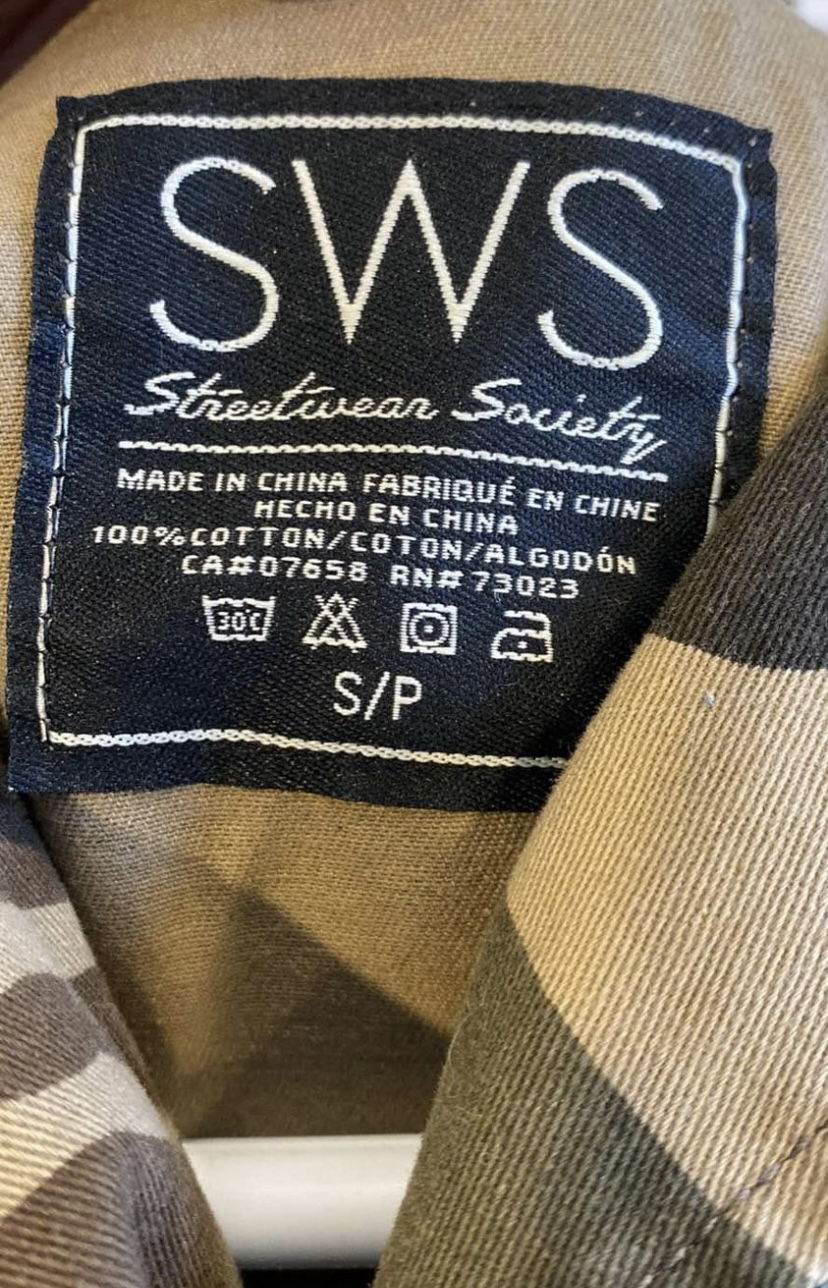 SWS
Streetwear Society
MADE IN CHINA FABRIQUÉ EN CHINE
HECHO EN CHINA
100%COTTON/COTON/ALGODÓN
CA#07658 RN#73023
30C
S/P